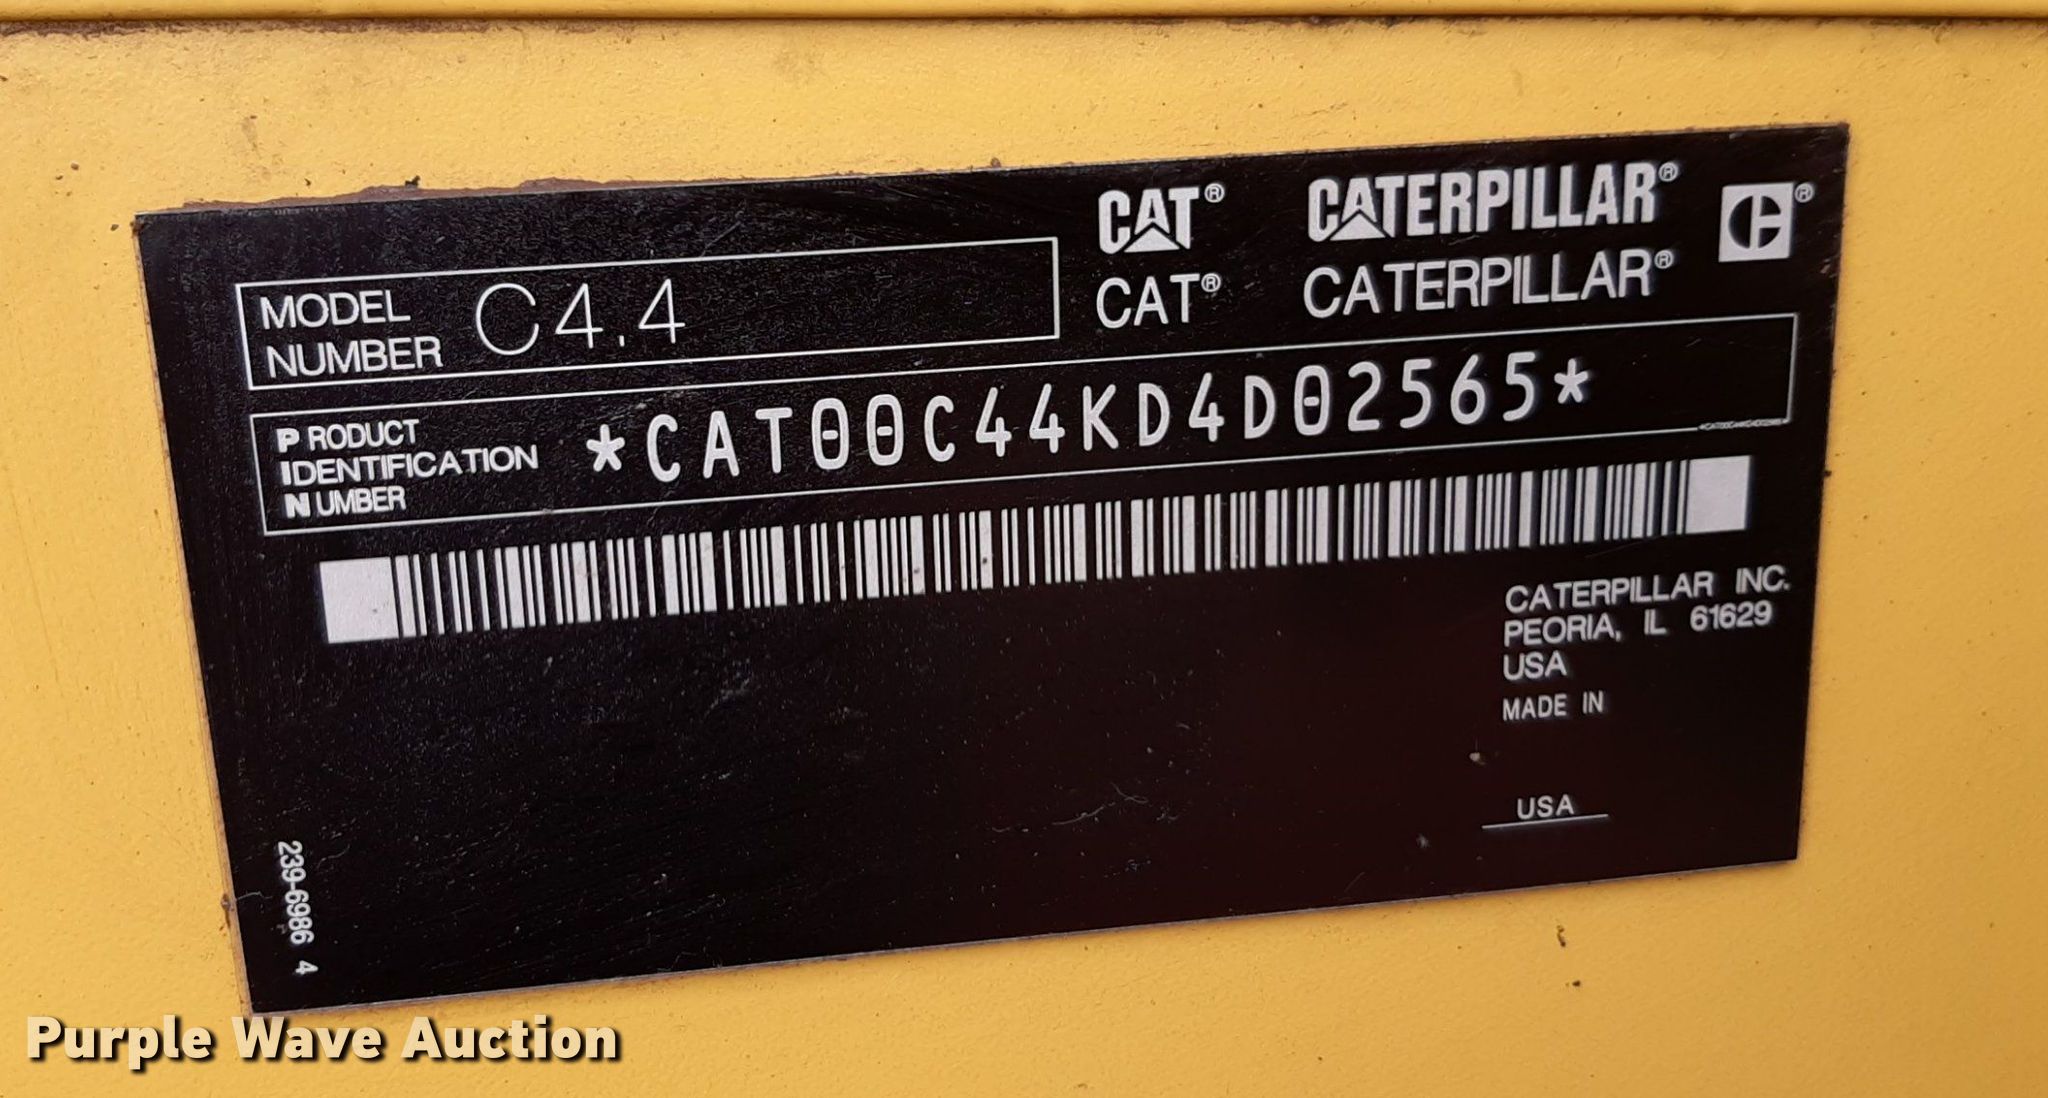 CAT® CATERPILLAR® ®
CAT® CATERPILLAR®
MODEL
NUMBER C4.4
PRODUCT
IDENTIFICATION
NUMBER
*CAT00C44KD4D02565*
CATERPILLAR INC.
PEORIA, IL 61629
USA
MADE IN
USA
239-6986 4
Purple Wave Auction